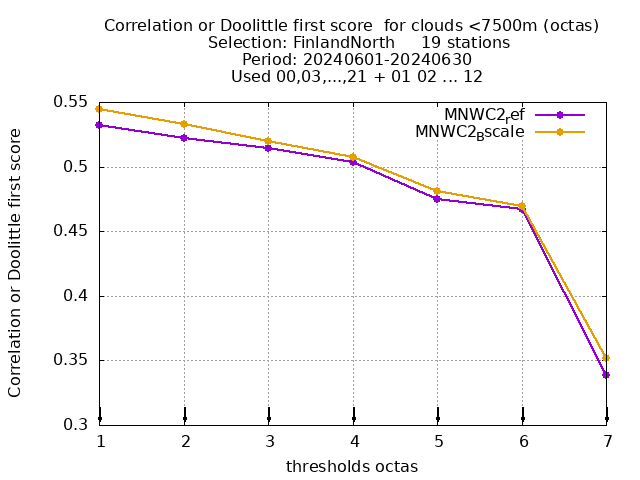 Correlation or Doolittle first score  for clouds <7500m (octas)
Selection: FinlandNorth     19 stations
Period: 20240601-20240630
Used 00,03,...,21 + 01 02 ... 12
MNWC2ref
MNWC2Bscale
Correlation or Doolittle first score
0.55
0.5
0.45
0.4
0.35
0.3
1 2 3 4 5 6 7
thresholds octas